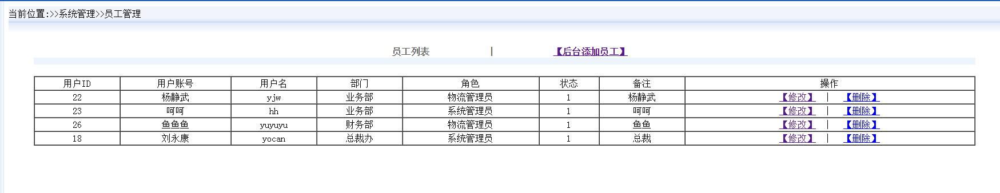 当前位置:>>系统管理>>员工管理
员工列表 | 【后台添加员工】
用户ID 用户账号 用户名 部门 角色 状态 备注 操作
22 杨静武 yjw 业务部 物流管理员 1 杨静武 【修改】 | 【删除】
23 呵呵 hh 业务部 系统管理员 1 呵呵 【修改】 | 【删除】
26 鱼鱼鱼 yuyuyu 财务部 物流管理员 1 鱼鱼 【修改】 | 【删除】
18 刘永康 yocan 总裁办 系统管理员 1 总裁 【修改】 | 【删除】